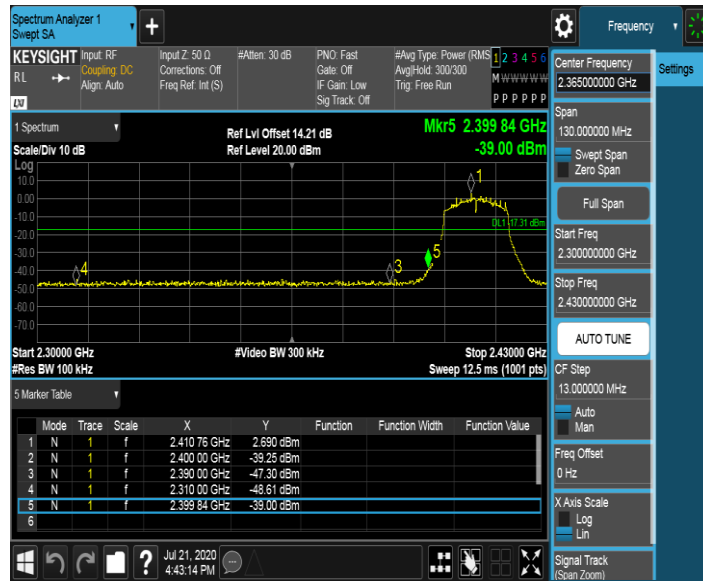 Spectrum Analyzer 1
Swept SA
+
Frequency
KEYSIGHT
RL
LXI
Input: RF
Coupling: DC
Align: Auto
Input Z: 50 Ω
Corrections: Off
Freq Ref: Int (S)
#Atten: 30 dB
PNO: Fast
Gate: Off
IF Gain: Low
Sig Track: Off
#Avg Type: Power (RMS
Avg|Hold: 300/300
Trig: Free Run
1 2 3 4 5 6
M W W W W W
P P P P P P
1 Spectrum
Scale/Div 10 dB
Ref Lvl Offset 14.21 dB
Ref Level 20.00 dBm
Mkr5 2.399 84 GHz
-39.00 dBm
Log
10.0
0.00
-10.0
-20.0
-30.0
-40.0
-50.0
-60.0
-70.0
1
DL1 -17.31 dBm
5
3
4
Start 2.30000 GHz
#Res BW 100 kHz
#Video BW 300 kHz
Stop 2.43000 GHz
Sweep 12.5 ms (1001 pts)
5 Marker Table
Mode Trace Scale X Y Function Function Width Function Value
1 N 1 f 2.410 76 GHz 2.690 dBm
2 N 1 f 2.400 00 GHz -39.25 dBm
3 N 1 f 2.390 00 GHz -47.30 dBm
4 N 1 f 2.310 00 GHz -48.61 dBm
5 N 1 f 2.399 84 GHz -39.00 dBm
6
?
Jul 21, 2020
4:43:14 PM
Center Frequency
2.365000000 GHz
Span
130.000000 MHz
Swept Span
Zero Span
Full Span
Start Freq
2.300000000 GHz
Stop Freq
2.430000000 GHz
AUTO TUNE
CF Step
13.000000 MHz
Auto
Man
Freq Offset
0 Hz
X Axis Scale
Log
Lin
Signal Track
(Span Zoom)
Settings